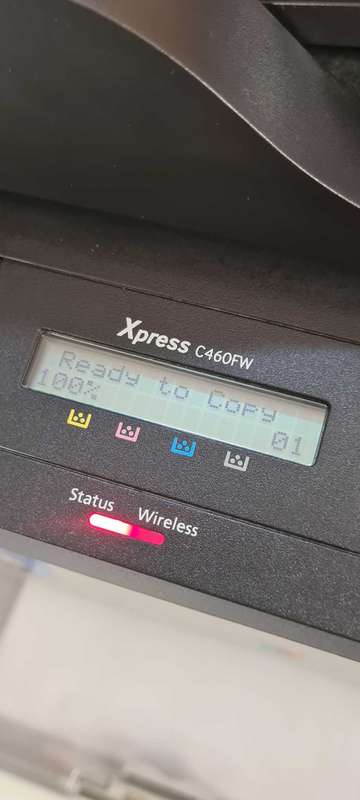 Xpress C460FW
Ready to Copy
100% 01
Status Wireless